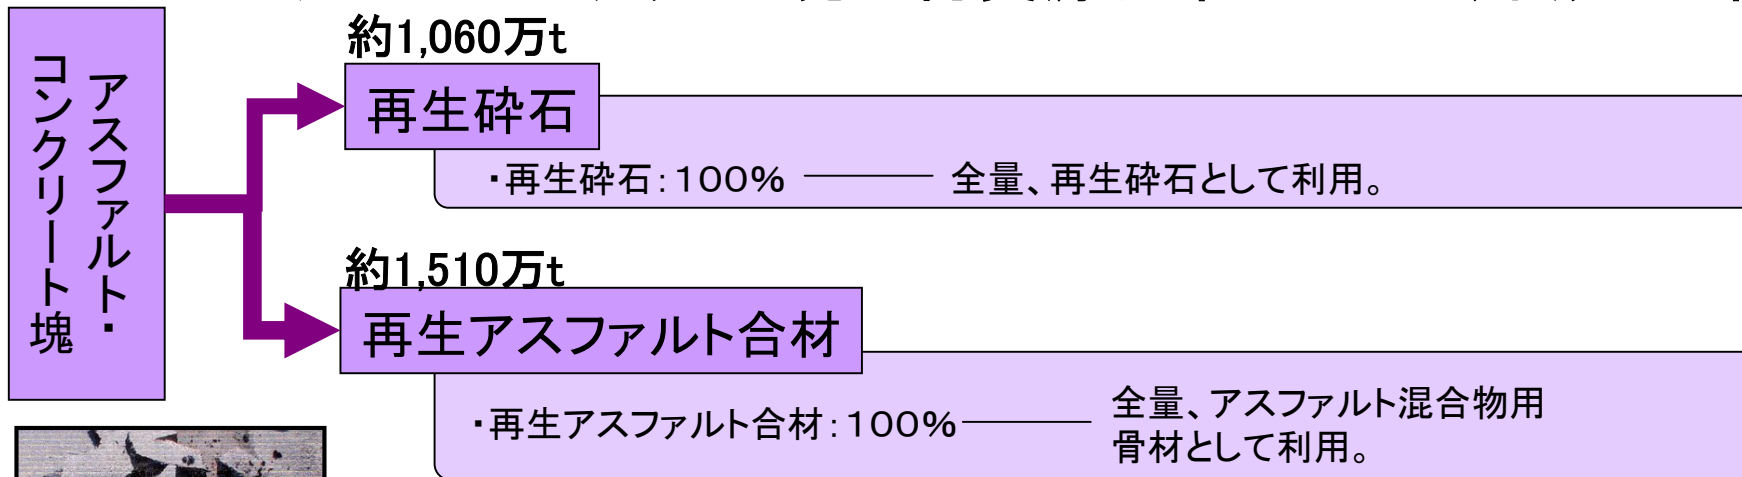 アスファルト・
コンクリート塊
約1,060万t
再生砕石
・再生砕石：100% 全量、再生砕石として利用。
約1,510万t
再生アスファルト合材
・再生アスファルト合材：100% 全量、アスファルト混合物用
骨材として利用。